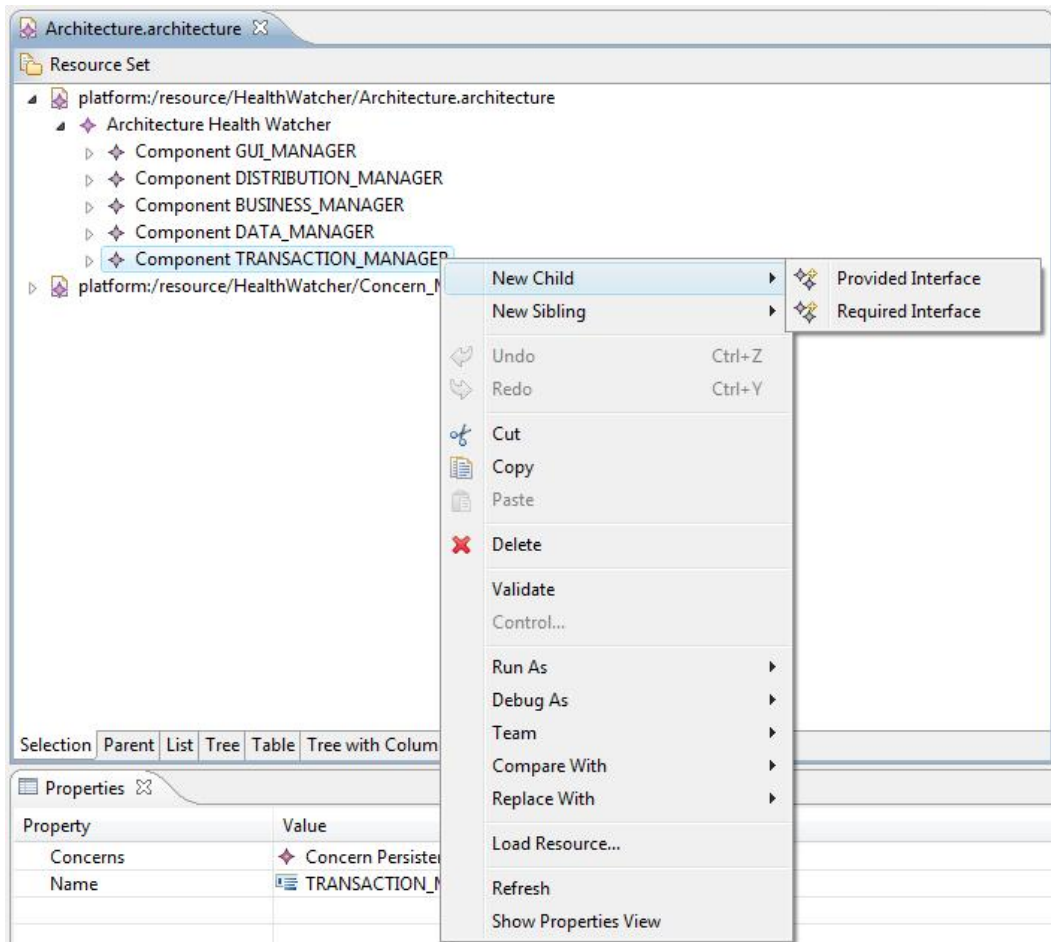 Architecture.architecture
Resource Set
platform:/resource/HealthWatcher/Architecture.architecture
Architecture Health Watcher
Component GUI_MANAGER
Component DISTRIBUTION_MANAGER
Component BUSINESS_MANAGER
Component DATA_MANAGER
Component TRANSACTION_MANAGER
platform:/resource/HealthWatcher/Concern_
New Child
Provided Interface
New Sibling
Required Interface
Undo Ctrl+Z
Redo Ctrl+Y
Cut
Copy
Paste
Delete
Validate
Control...
Run As
Debug As
Team
Compare With
Replace With
Load Resource...
Refresh
Show Properties View
Selection Parent List Tree Table Tree with Colum
Properties
Property Value
Concerns Concern Persiste
Name TRANSACTION_